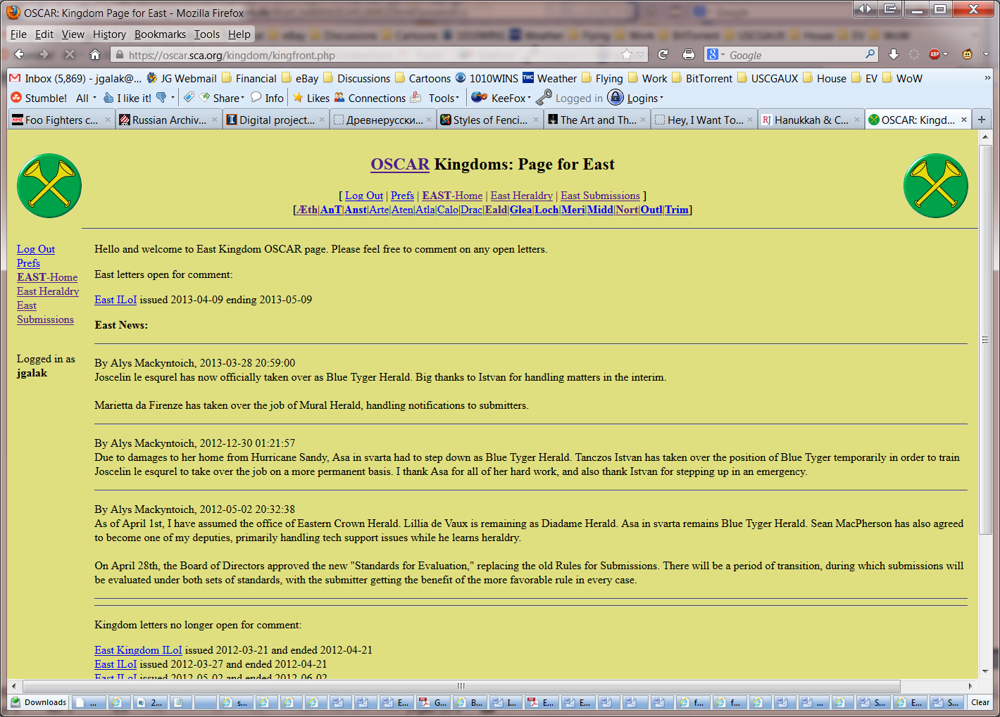 OSCAR: Kingdom Page for East - Mozilla Firefox
File Edit View History Bookmarks Tools Help
https://oscar.sca.org/kingdom/kingfront.php
Google
ABP
Inbox (5,869) - jgalak@... JG Webmail Financial eBay Discussions Cartoons 1010WINS TWC Weather Flying Work BitTorrent USCGAUX House EV WoW
Stumble! All I like it! Share Info Likes Connections Tools KeeFox Logged in Logins
NME Foo Fighters c... Russian Archiv... Digital project... Древнерусски... Styles of Fenci... The Art and Th... Hey, I Want To... RJ Hanukkah & C... OSCAR: Kingd...
OSCAR Kingdoms: Page for East
[ Log Out | Prefs | EAST-Home | East Heraldry | East Submissions ]
[Æth|AnT|Anst|Arte|Aten|Atla|Calo|Drac|Eald|Glea|Loch|Meri|Midd|Nort|Outl|Trim]
Log Out
Prefs
EAST-Home
East Heraldry
East
Submissions
Logged in as
jgalak
Hello and welcome to East Kingdom OSCAR page. Please feel free to comment on any open letters.
East letters open for comment:
East ILoI issued 2013-04-09 ending 2013-05-09
East News:
By Alys Mackyntoich, 2013-03-28 20:59:00
Joscelin le esqurel has now officially taken over as Blue Tyger Herald. Big thanks to Istvan for handling matters in the interim.
Marietta da Firenze has taken over the job of Mural Herald, handling notifications to submitters.
By Alys Mackyntoich, 2012-12-30 01:21:57
Due to damages to her home from Hurricane Sandy, Asa in svarta had to step down as Blue Tyger Herald. Tanczos Istvan has taken over the position of Blue Tyger temporarily in order to train
Joscelin le esqurel to take over the job on a more permanent basis. I thank Asa for all of her hard work, and also thank Istvan for stepping up in an emergency.
By Alys Mackyntoich, 2012-05-02 20:32:38
As of April 1st, I have assumed the office of Eastern Crown Herald. Lillia de Vaux is remaining as Diadame Herald. Asa in svarta remains Blue Tyger Herald. Sean MacPherson has also agreed
to become one of my deputies, primarily handling tech support issues while he learns heraldry.
On April 28th, the Board of Directors approved the new "Standards for Evaluation," replacing the old Rules for Submissions. There will be a period of transition, during which submissions will
be evaluated under both sets of standards, with the submitter getting the benefit of the more favorable rule in every case.
Kingdom letters no longer open for comment:
East Kingdom ILoI issued 2012-03-21 and ended 2012-04-21
East ILoI issued 2012-03-27 and ended 2012-04-21
East ILoI issued 2012-05-02 and ended 2012-06-02
Downloads ... 2... s... E... G... B... I... E... E... f... f... ... S... E... S... Clear